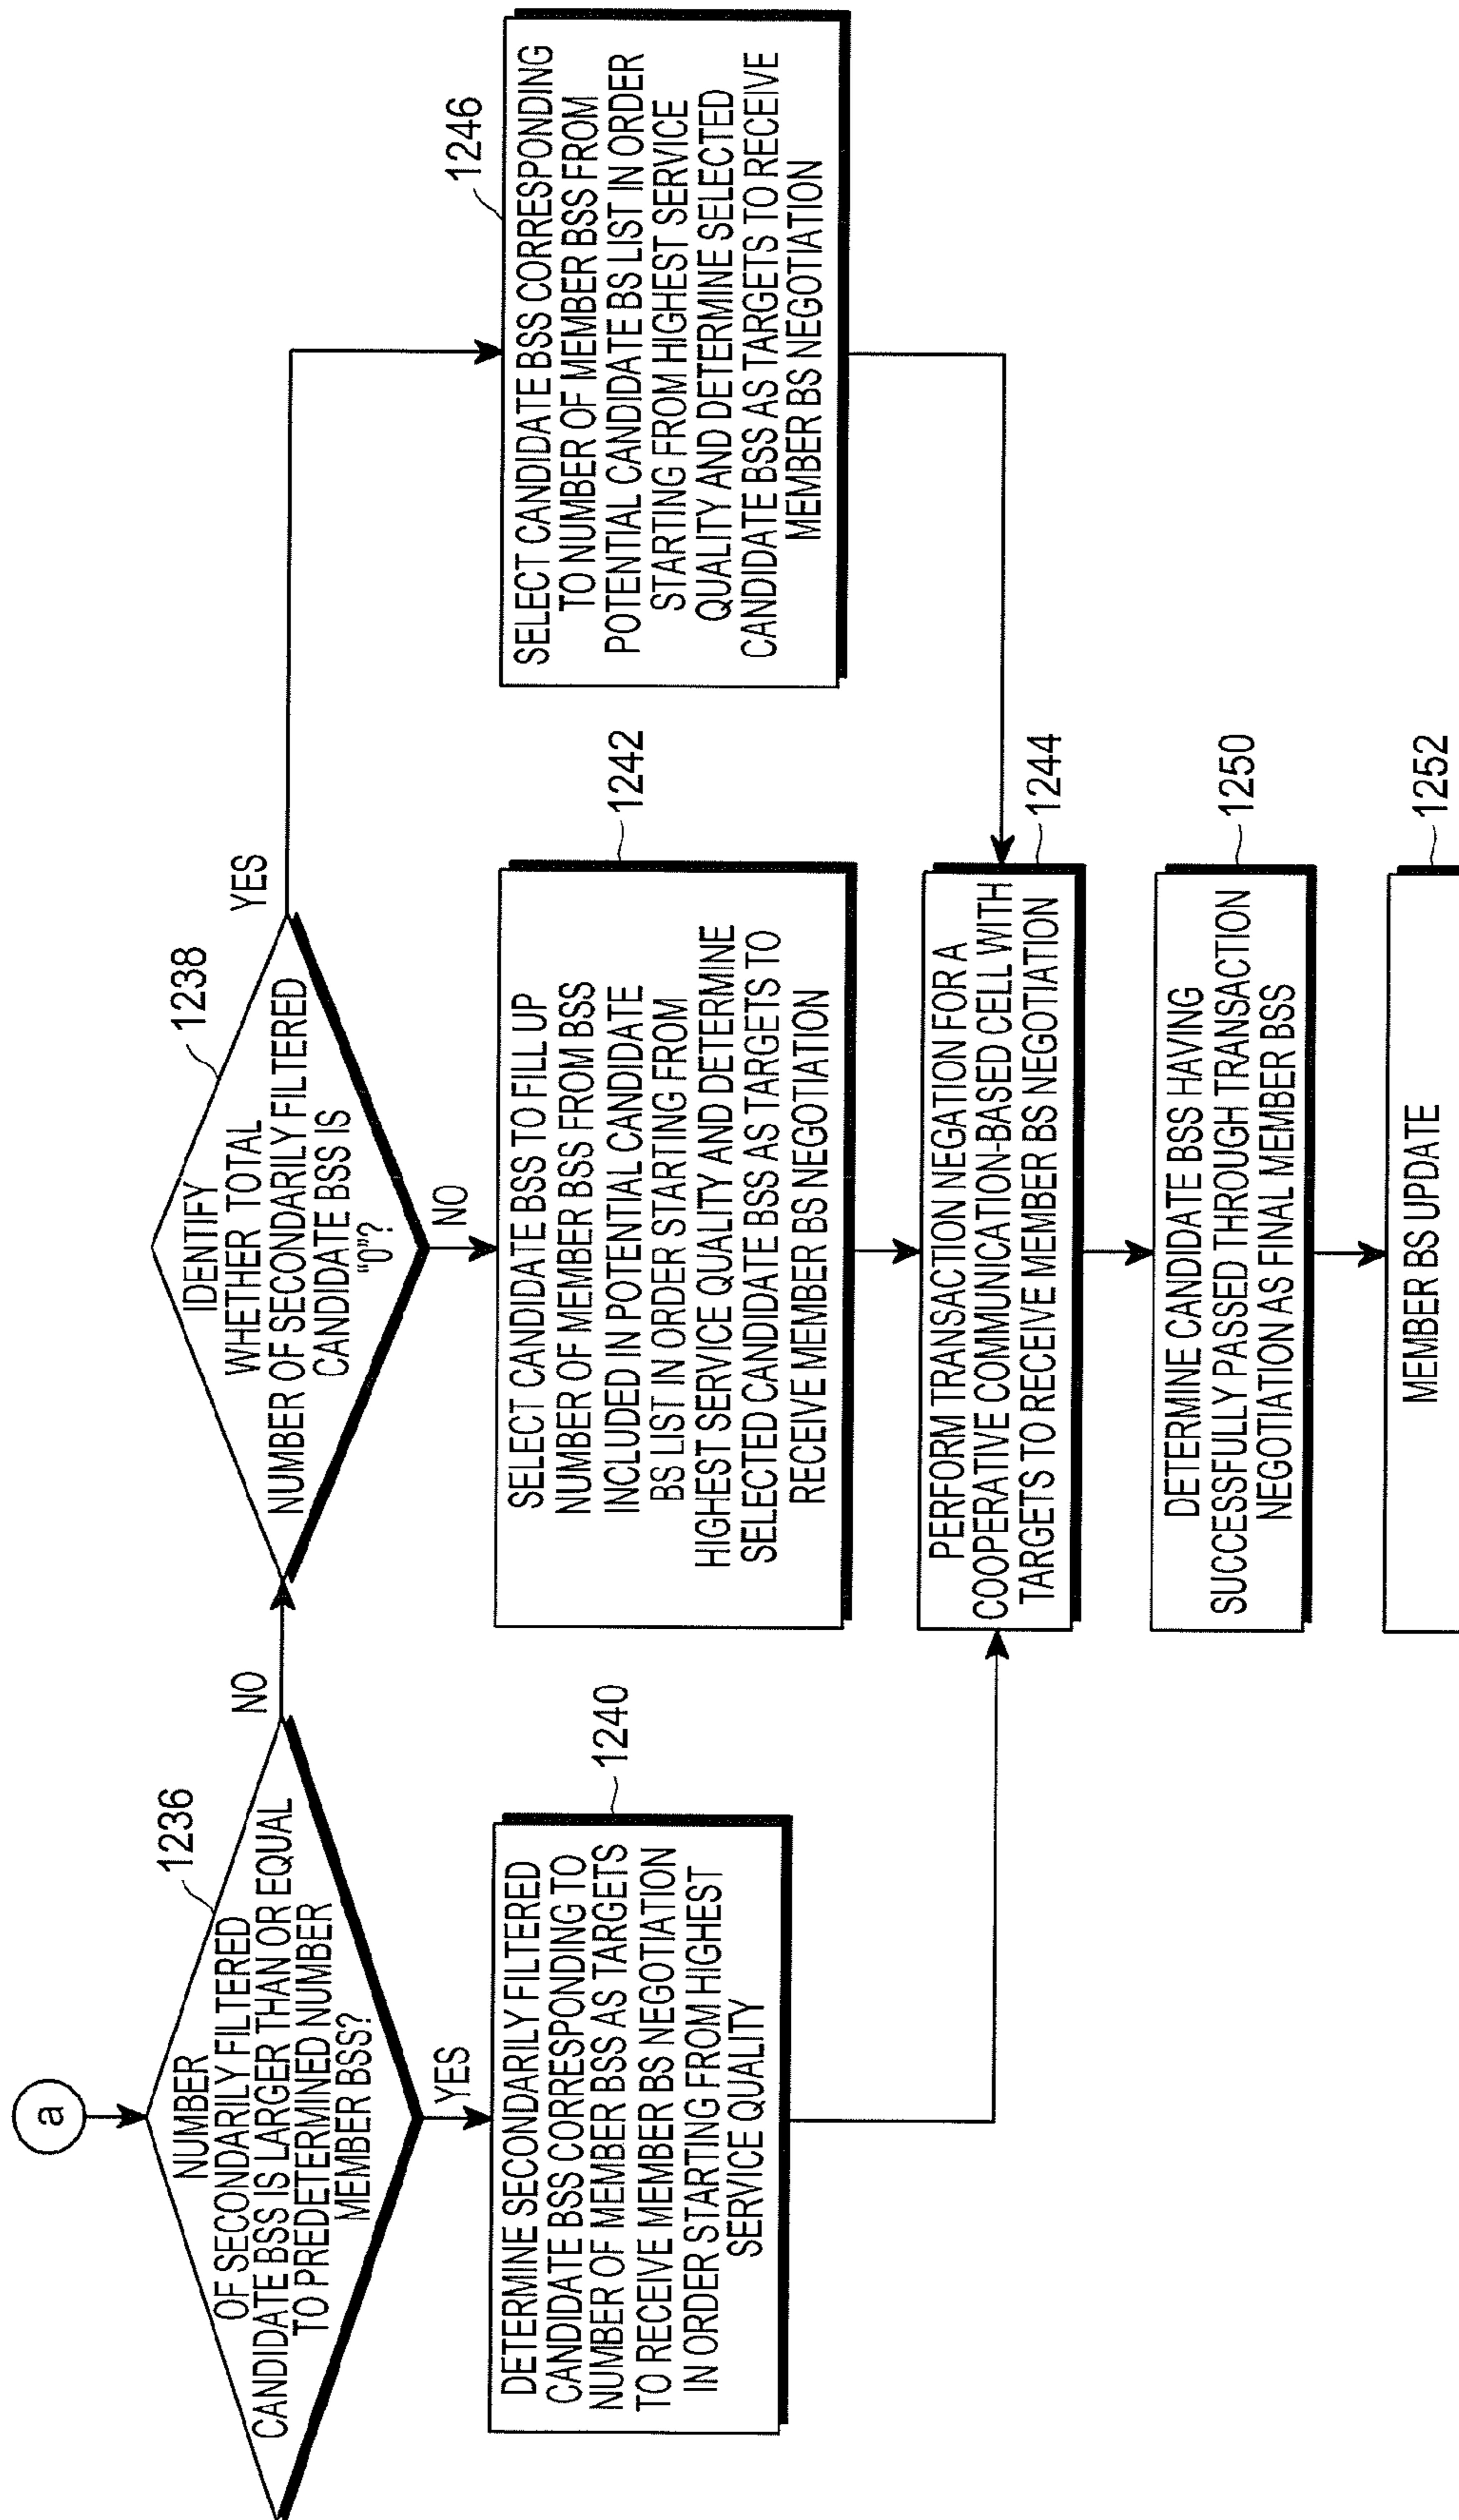 a
1236
NUMBER
OF SECONDARILY FILTERED
CANDIDATE BSS IS LARGER THAN OR EQUAL
TO PREDETERMINED NUMBER
MEMBER BSS?
NO
YES
1238
IDENTIFY
WHETHER TOTAL
NUMBER OF SECONDARILY FILTERED
CANDIDATE BSS IS
"0"?
YES
NO
1240
DETERMINE SECONDARILY FILTERED
CANDIDATE BSS CORRESPONDING TO
NUMBER OF MEMBER BSS AS TARGETS
TO RECEIVE MEMBER BS NEGOTIATION
IN ORDER STARTING FROM HIGHEST
SERVICE QUALITY
1242
SELECT CANDIDATE BSS TO FILL UP
NUMBER OF MEMBER BSS FROM BSS
INCLUDED IN POTENTIAL CANDIDATE
BS LIST IN ORDER STARTING FROM
HIGHEST SERVICE QUALITY AND DETERMINE
SELECTED CANDIDATE BSS AS TARGETS TO
RECEIVE MEMBER BS NEGOTIATION
1246
SELECT CANDIDATE BSS CORRESPONDING
TO NUMBER OF MEMBER BSS FROM
POTENTIAL CANDIDATE BS LIST IN ORDER
STARTING FROM HIGHEST SERVICE
QUALITY AND DETERMINE SELECTED
CANDIDATE BSS AS TARGETS TO RECEIVE
MEMBER BS NEGOTIATION
1244
PERFORM TRANSACTION NEGATION FOR A
COOPERATIVE COMMUNICATION-BASED CELL WITH
TARGETS TO RECEIVE MEMBER BS NEGOTIATION
1250
DETERMINE CANDIDATE BSS HAVING
SUCCESSFULLY PASSED THROUGH TRANSACTION
NEGOTIATION AS FINAL MEMBER BSS
1252
MEMBER BS UPDATE